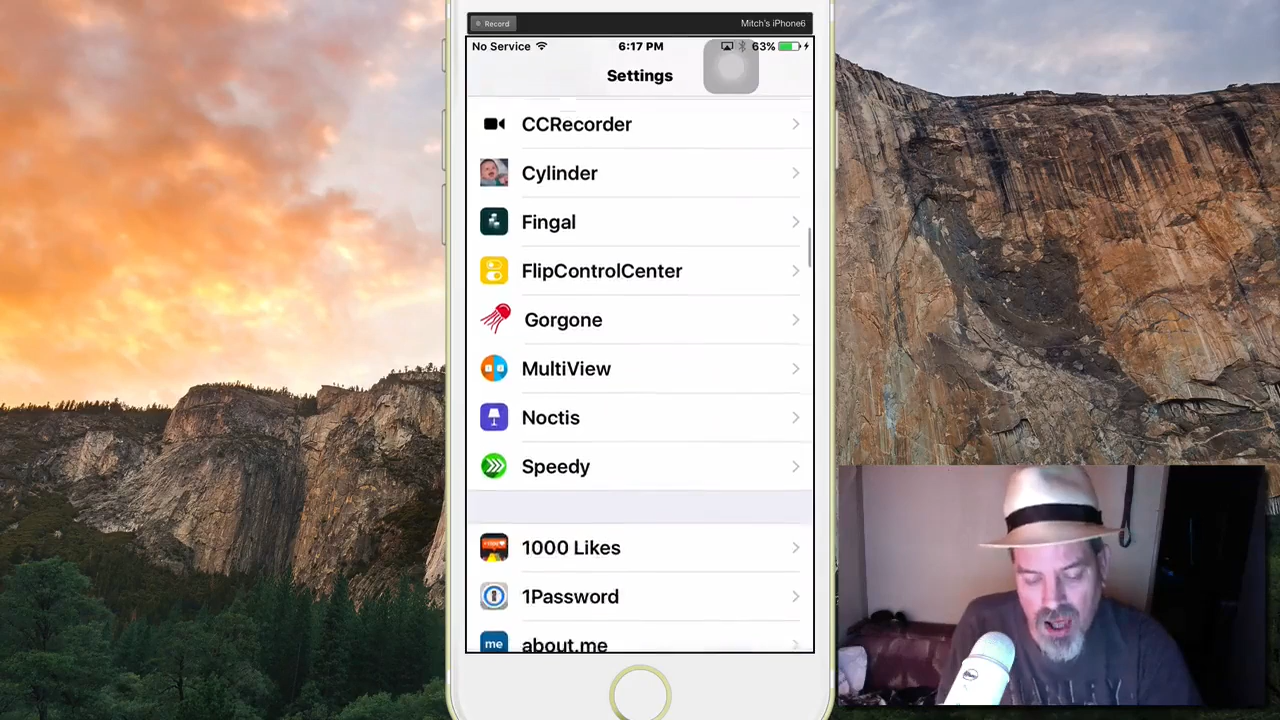 Record
Mitch's iPhone6
No Service
6:17 PM
63%
Settings
CCRecorder
Cylinder
Fingal
FlipControlCenter
Gorgone
MultiView
Noctis
Speedy
1000 Likes
1Password
me
about.me